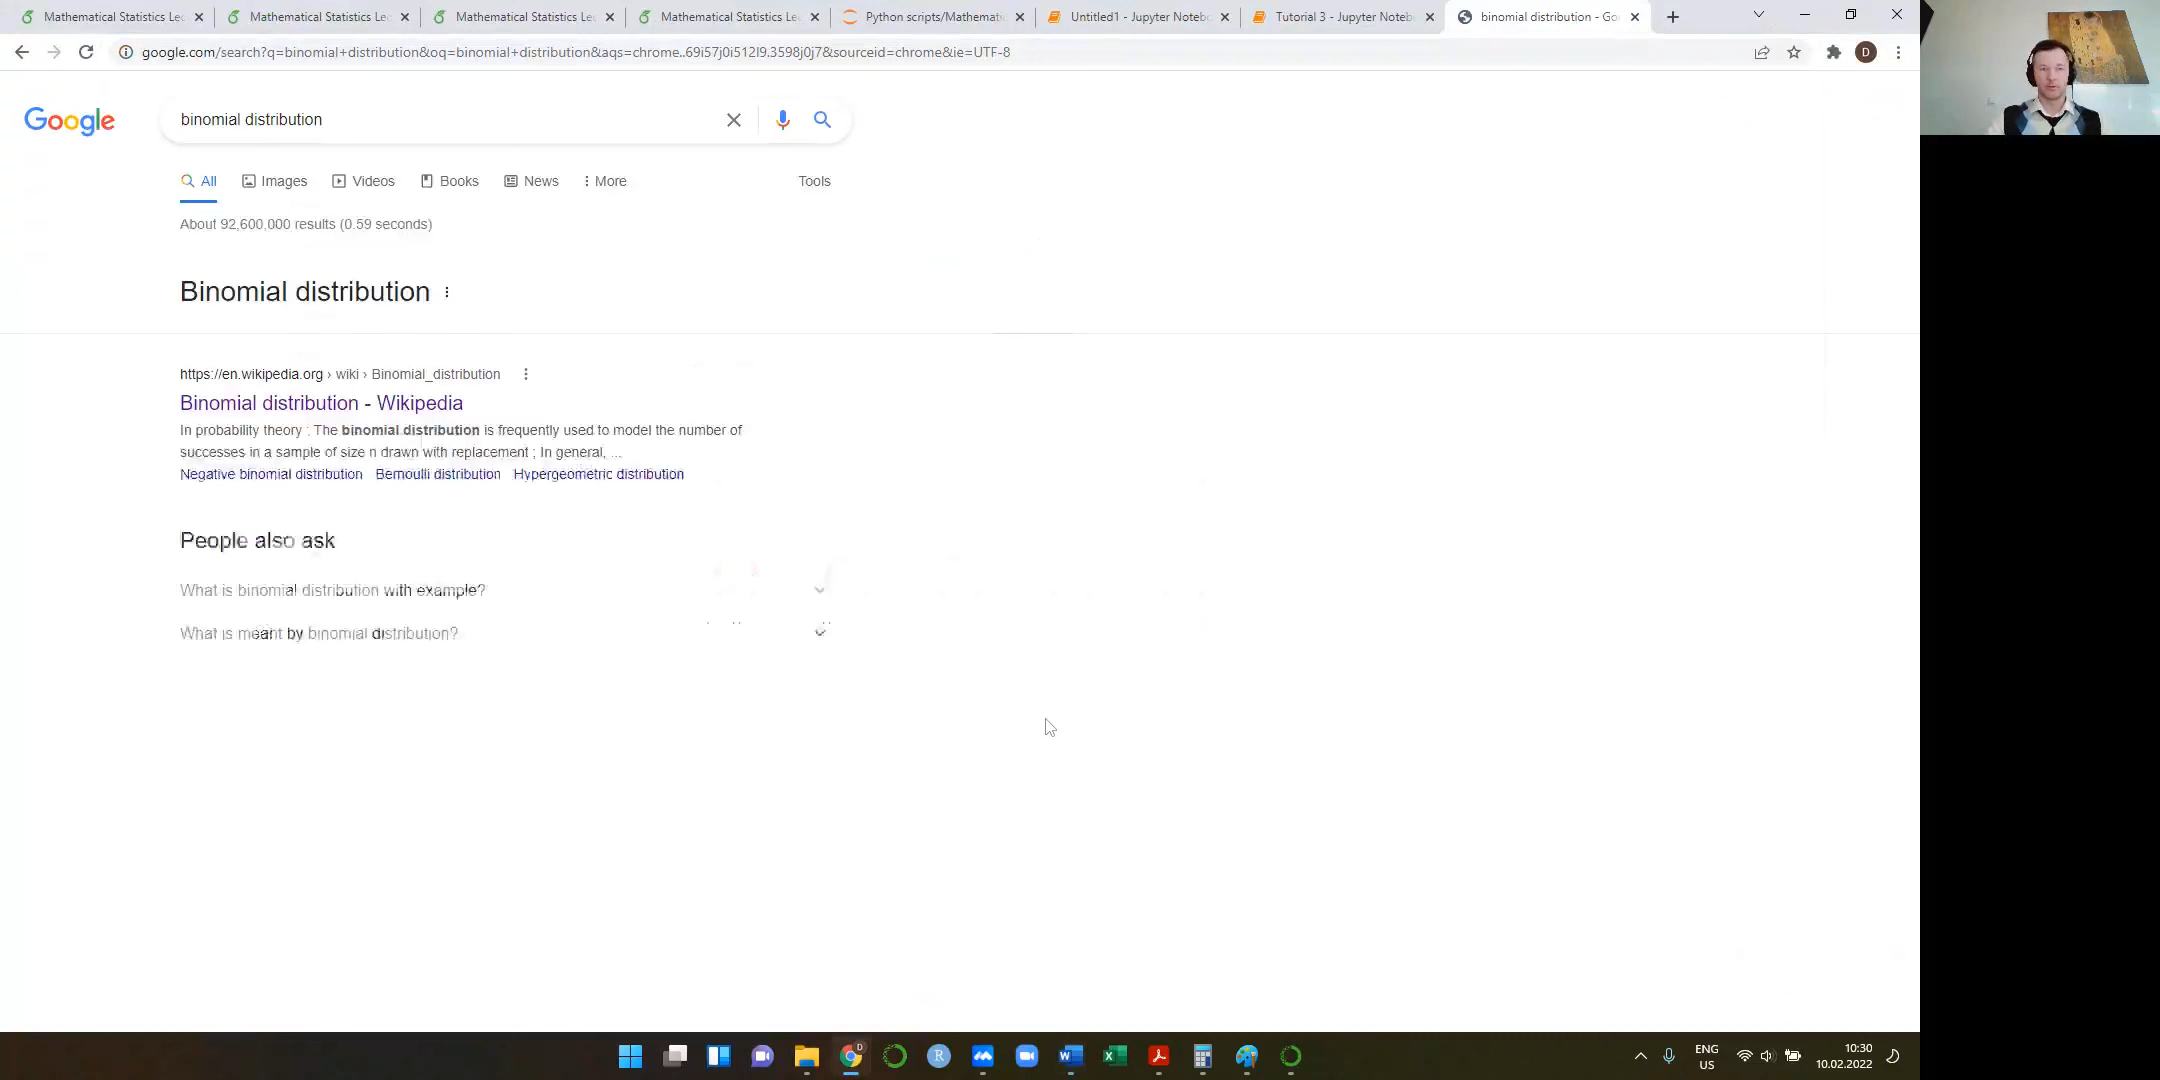 Mathematical Statistics Lec
Mathematical Statistics Lec
Mathematical Statistics Lec
Mathematical Statistics Lec
Python scripts/Mathemati
Untitled1 - Jupyter Notebo
Tutorial 3 - Jupyter Noteb
binomial distribution - Go
google.com/search?q=binomial+distribution&oq=binomial+distribution&aqs=chrome..69i57j0i512l9.3598j0j7&sourceid=chrome&ie=UTF-8
D
Google
binomial distribution
All Images Videos Books News More Tools
About 92,600,000 results (0.59 seconds)
Binomial distribution
https://en.wikipedia.org › wiki › Binomial_distribution
Binomial distribution - Wikipedia
In probability theory ; The binomial distribution is frequently used to model the number of
successes in a sample of size n drawn with replacement ; In general, ...
Negative binomial distribution Bernoulli distribution Hypergeometric distribution
People also ask
What is binomial distribution with example?
What is meant by binomial distribution?
ENG
US
10:30
10.02.2022